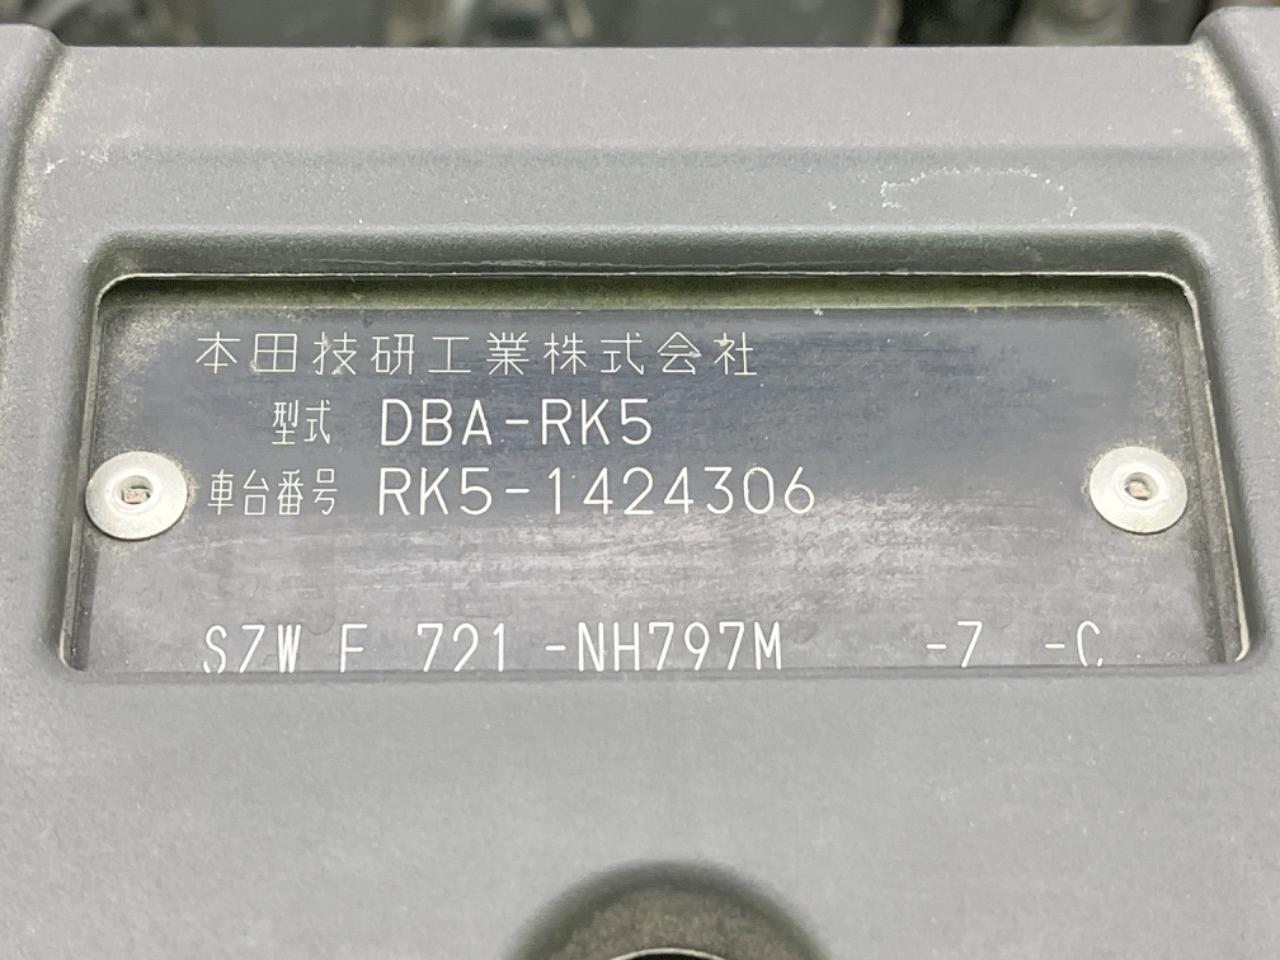 本田技研工業株式会社
型式 DBA-RK5
車台番号 RK5-1424306
SZW F 721 -NH797M -7 -C